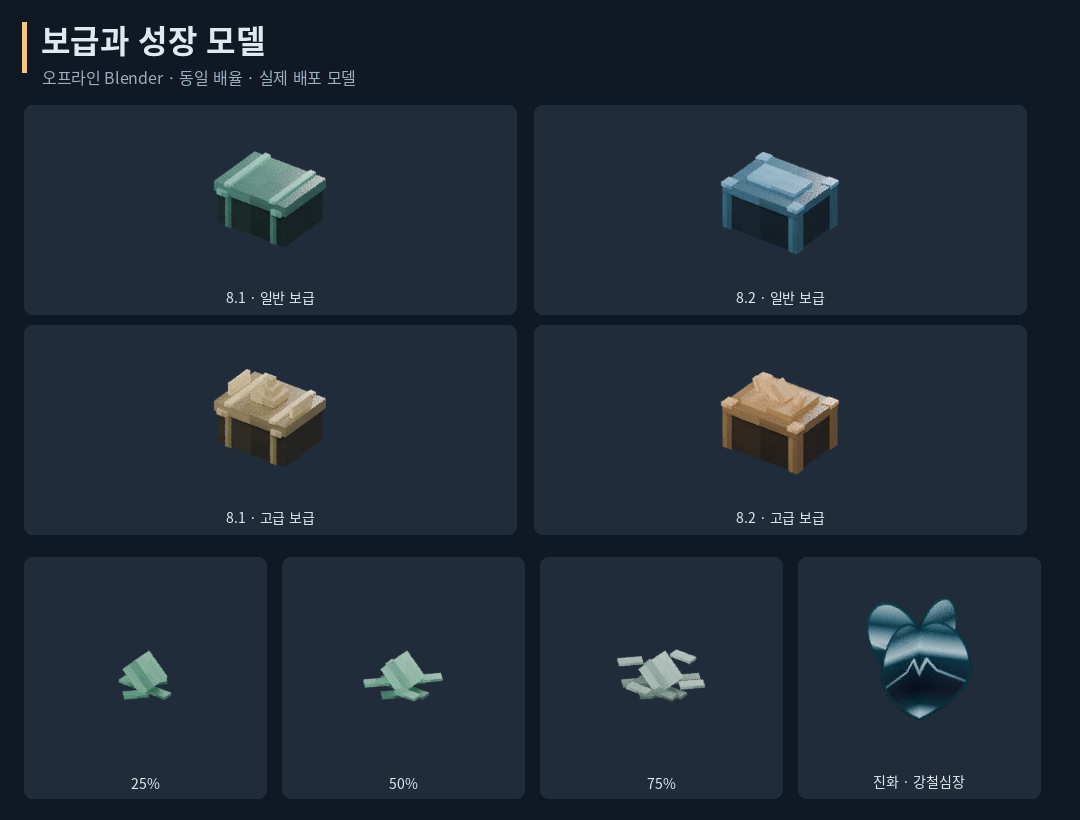 보급과 성장 모델
오프라인 Blender · 동일 배율 · 실제 배포 모델
8.1 · 일반 보급
8.2 · 일반 보급
8.1 · 고급 보급
8.2 · 고급 보급
25%
50%
75%
진화 · 강철심장